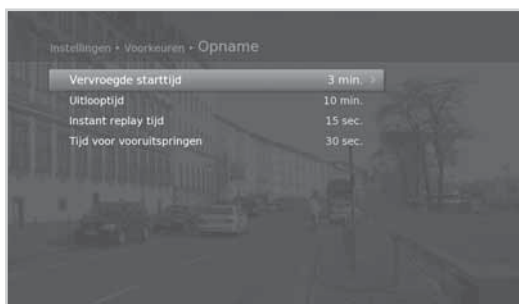 Instellingen • Voorkeuren • Opname
Vervroegde starttijd 3 min.
Uitlooptijd 10 min.
Instant replay tijd 15 sec.
Tijd voor vooruitspringen 30 sec.